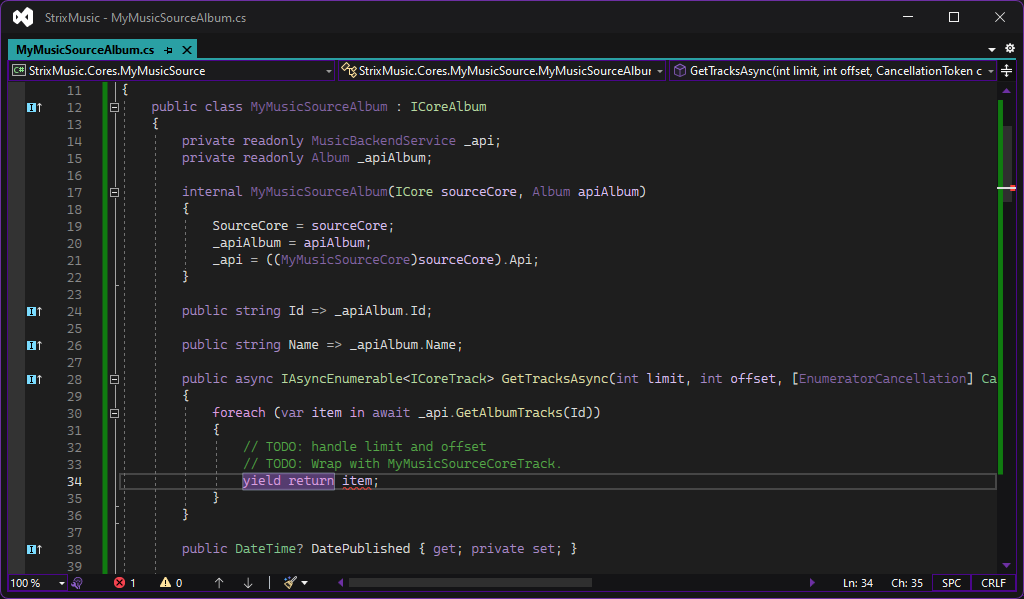 StrixMusic - MyMusicSourceAlbum.cs
MyMusicSourceAlbum.cs
C# StrixMusic.Cores.MyMusicSource
StrixMusic.Cores.MyMusicSource.MyMusicSourceAlbur
GetTracksAsync(int limit, int offset, CancellationToken c
11 {
12 public class MyMusicSourceAlbum : ICoreAlbum
13 {
14 private readonly MusicBackendService _api;
15 private readonly Album _apiAlbum;
16
17 internal MyMusicSourceAlbum(ICore sourceCore, Album apiAlbum)
18 {
19 SourceCore = sourceCore;
20 _apiAlbum = apiAlbum;
21 _api = ((MyMusicSourceCore)sourceCore).Api;
22 }
23
24 public string Id => _apiAlbum.Id;
25
26 public string Name => _apiAlbum.Name;
27
28 public async IAsyncEnumerable<ICoreTrack> GetTracksAsync(int limit, int offset, [EnumeratorCancellation] Ca
29 {
30 foreach (var item in await _api.GetAlbumTracks(Id))
31 {
32 // TODO: handle limit and offset
33 // TODO: Wrap with MyMusicSourceCoreTrack.
34 yield return item;
35 }
36 }
37
38 public DateTime? DatePublished { get; private set; }
39
100 % 1 0 Ln: 34 Ch: 35 SPC CRLF